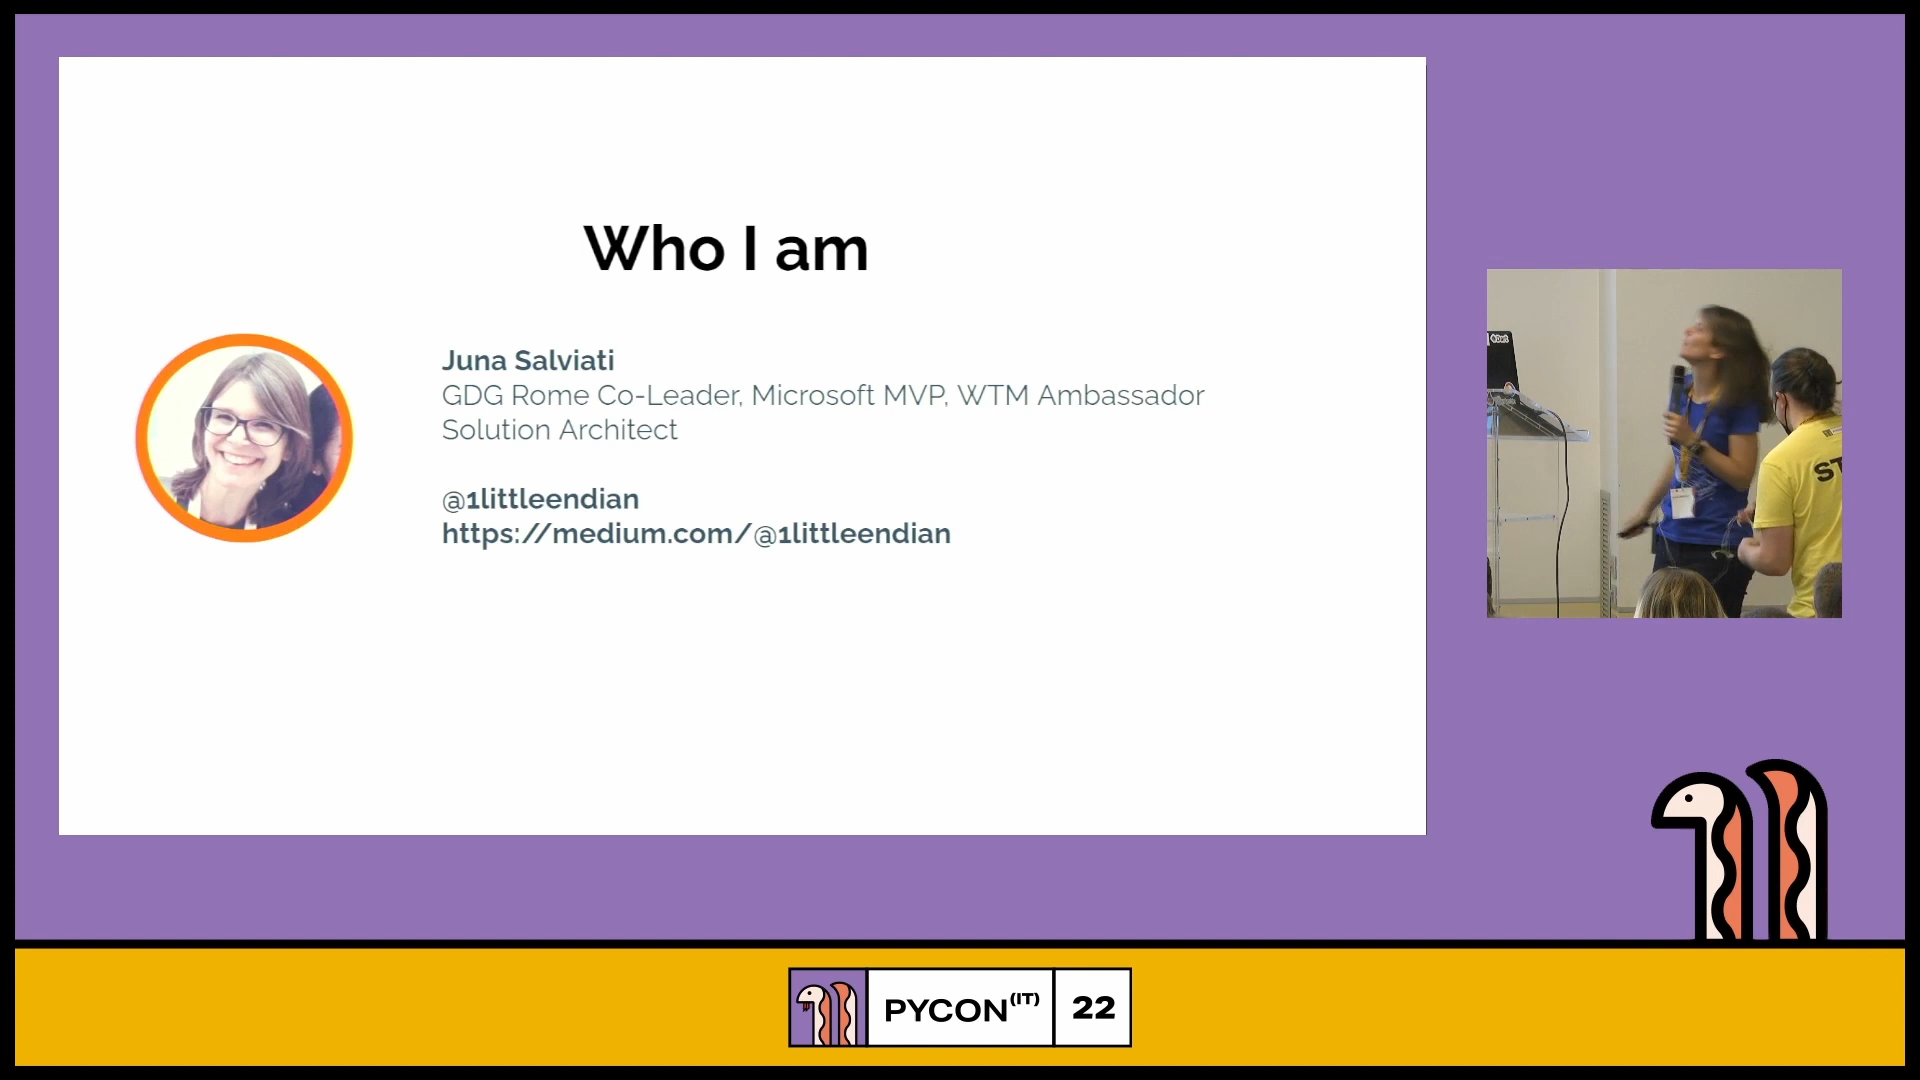 Who I am
Juna Salviati
GDG Rome Co-Leader, Microsoft MVP, WTM Ambassador
Solution Architect
@1littleendian
https://medium.com/@1littleendian
ST
PYCON(IT) 22